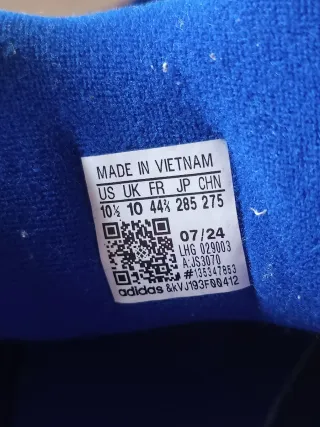 MADE IN VIETNAM
US UK FR JP CHN
10½ 10 44⅔ 285 275
07/24
LHG 029003
A:JS3070
#135347853
adidas &kVJ193F00412